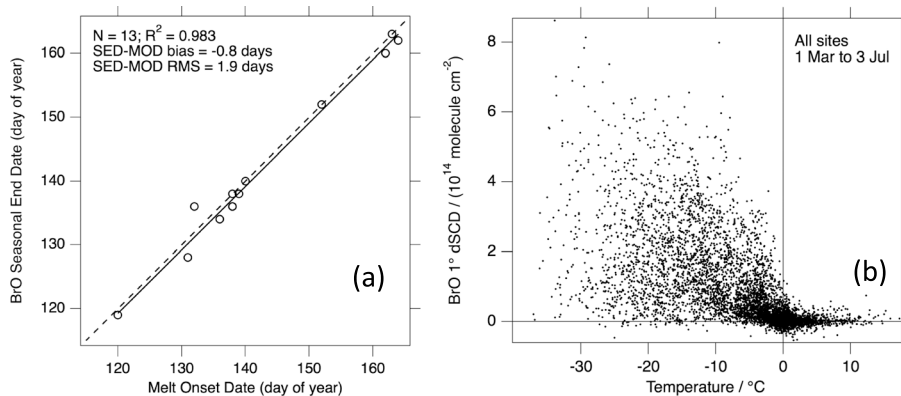 N = 13; R² = 0.983
SED-MOD bias = -0.8 days
SED-MOD RMS = 1.9 days
160
150
140
130
120
BrO Seasonal End Date (day of year)
(a)
120 130 140 150 160
Melt Onset Date (day of year)
All sites
1 Mar to 3 Jul
8
6
4
2
0
BrO 1° dSCD / (10¹⁴ molecule cm⁻²)
(b)
-30 -20 -10 0 10
Temperature / °C